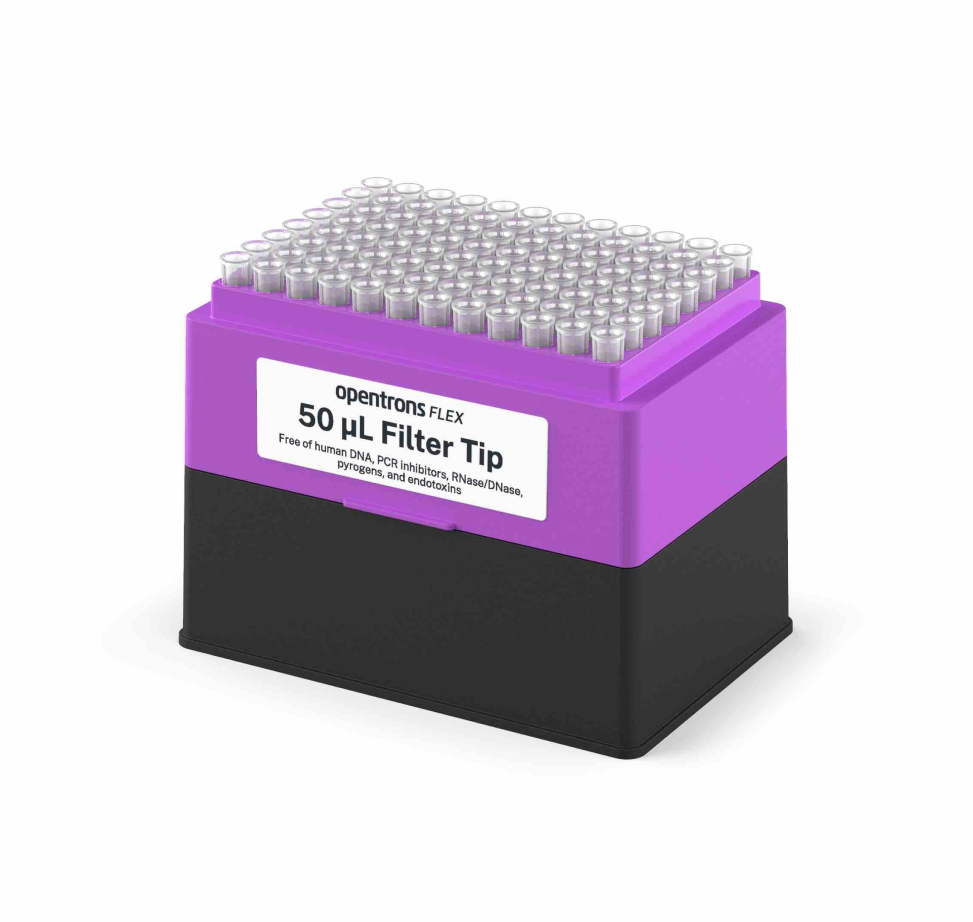 opentrons FLEX
50 µL Filter Tip
Free of human DNA, PCR inhibitors, RNase/DNase,
pyrogens, and endotoxins